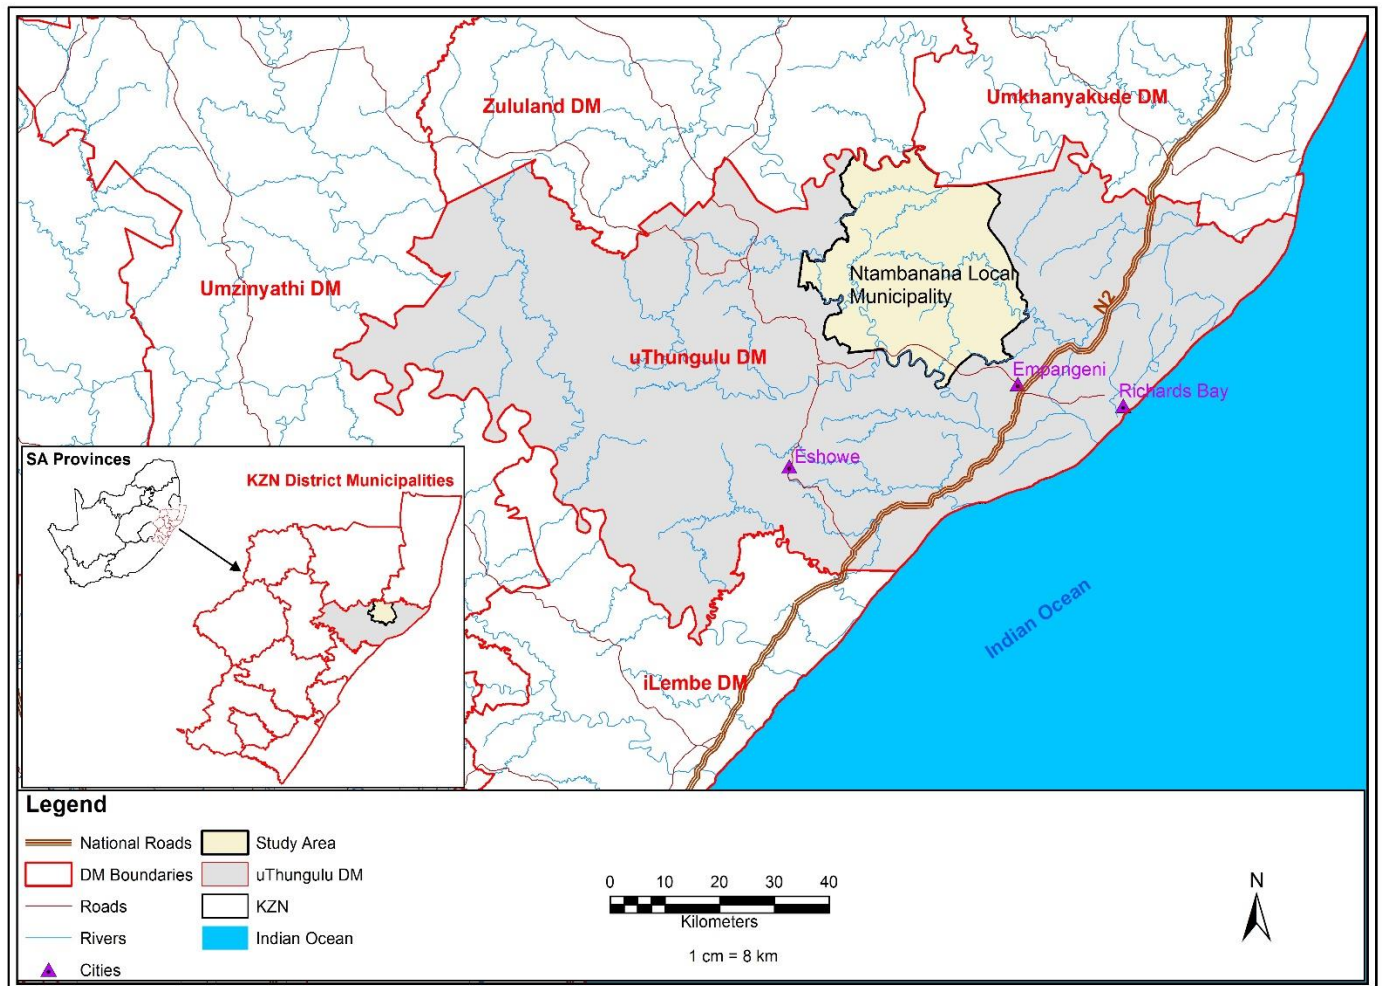 Zululand DM
Umkhanyakude DM
Umzinyathi DM
Ntambanana Local
Municipality
N2
uThungulu DM
Empangeni
Richards Bay
Eshowe
SA Provinces
KZN District Municipalities
Indian Ocean
iLembe DM
Legend
National Roads
Study Area
DM Boundaries
uThungulu DM
Roads
KZN
Rivers
Indian Ocean
Cities
0 10 20 30 40
Kilometers
1 cm = 8 km
N